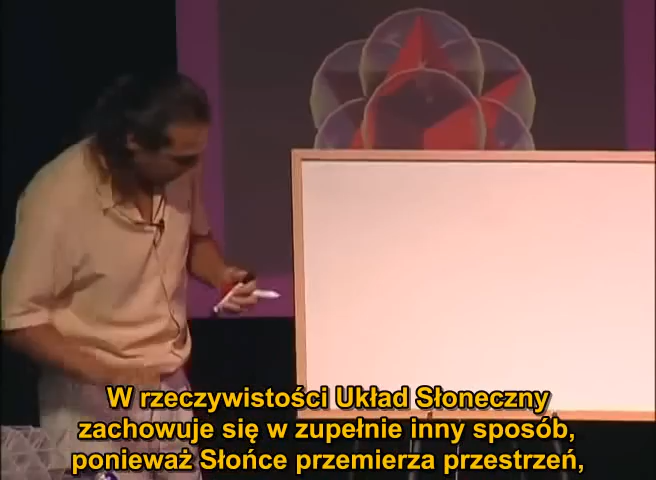 W rzeczywistości Układ Słoneczny
zachowuje się w zupełnie inny sposób,
ponieważ Słońce przemierza przestrzeń,